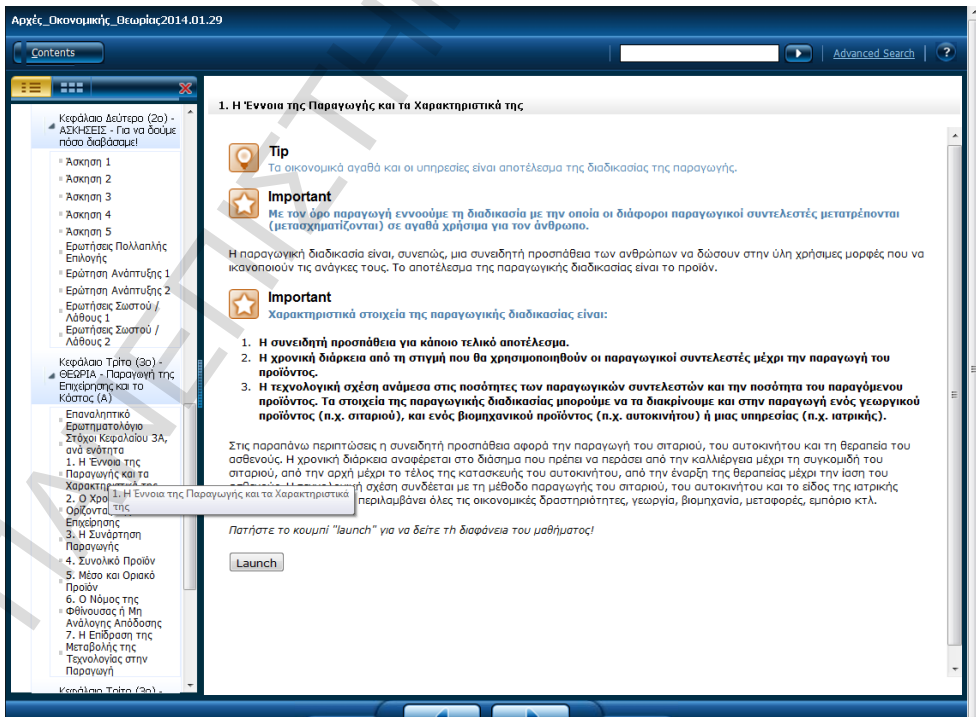 Αρχές_Οικονομικής_Θεωρίας2014.01.29
Contents
Advanced Search
?
Κεφάλαιο Δεύτερο (2ο) -
ΑΣΚΗΣΕΙΣ - Για να δούμε
πόσο διαβάσαμε!
Άσκηση 1
Άσκηση 2
Άσκηση 3
Άσκηση 4
Άσκηση 5
Ερωτήσεις Πολλαπλής
Επιλογής
Ερώτηση Ανάπτυξης 1
Ερώτηση Ανάπτυξης 2
Ερωτήσεις Σωστού /
Λάθους 1
Ερωτήσεις Σωστού /
Λάθους 2
Κεφάλαιο Τρίτο (3ο) -
ΘΕΩΡΙΑ - Παραγωγή της
Επιχείρησης και το
Κόστος (Α)
Επαναληπτικό
Ερωτηματολόγιο
Στόχοι Κεφαλαίου 3Α,
ανά ενότητα
1. Η Έννοια της
Παραγωγής και τα
Χαρακτηριστικά της
2. Ο Χρο
Ορίζοντα
Επιχείρησης
3. Η Συνάρτηση
Παραγωγής
4. Συνολικό Προϊόν
5. Μέσο και Οριακό
Προϊόν
6. Ο Νόμος της
Φθίνουσας ή Μη
Ανάλογης Απόδοσης
7. Η Επίδραση της
Μεταβολής της
Τεχνολογίας στην
Παραγωγή
Κεφάλαιο Τρίτο (3ο) -
1. Η Έννοια της Παραγωγής και τα Χαρακτηριστικά
της
1. Η Έννοια της Παραγωγής και τα Χαρακτηριστικά της
Tip
Τα οικονομικά αγαθά και οι υπηρεσίες είναι αποτέλεσμα της διαδικασίας της παραγωγής.
Important
Με τον όρο παραγωγή εννοούμε τη διαδικασία με την οποία οι διάφοροι παραγωγικοί συντελεστές μετατρέπονται
(μετασχηματίζονται) σε αγαθά χρήσιμα για τον άνθρωπο.
Η παραγωγική διαδικασία είναι, συνεπώς, μια συνειδητή προσπάθεια των ανθρώπων να δώσουν στην ύλη χρήσιμες μορφές που να
ικανοποιούν τις ανάγκες τους. Το αποτέλεσμα της παραγωγικής διαδικασίας είναι το προϊόν.
Important
Χαρακτηριστικά στοιχεία της παραγωγικής διαδικασίας είναι:
1. Η συνειδητή προσπάθεια για κάποιο τελικό αποτέλεσμα.
2. Η χρονική διάρκεια από τη στιγμή που θα χρησιμοποιηθούν οι παραγωγικοί συντελεστές μέχρι την παραγωγή του
προϊόντος.
3. Η τεχνολογική σχέση ανάμεσα στις ποσότητες των παραγωγικών συντελεστών και την ποσότητα του παραγόμενου
προϊόντος. Τα στοιχεία της παραγωγικής διαδικασίας μπορούμε να τα διακρίνουμε και στην παραγωγή ενός γεωργικού
προϊόντος (π.χ. σιταριού), και ενός βιομηχανικού προϊόντος (π.χ. αυτοκινήτου) ή μιας υπηρεσίας (π.χ. ιατρικής).
Στις παραπάνω περιπτώσεις η συνειδητή προσπάθεια αφορά την παραγωγή του σιταριού, του αυτοκινήτου και τη θεραπεία του
ασθενούς. Η χρονική διάρκεια αναφέρεται στο διάστημα που πρέπει να περάσει από την καλλιέργεια μέχρι τη συγκομιδή του
σιταριού, από την αρχή μέχρι το τέλος της κατασκευής του αυτοκινήτου, από την έναρξη της θεραπείας μέχρι την ίαση του
ασθενούς. Η τεχνολογική σχέση συνδέεται με τη μέθοδο παραγωγής του σιταριού, του αυτοκινήτου και το είδος της ιατρικής
περιλαμβάνει όλες τις οικονομικές δραστηριότητες, γεωργία, βιομηχανία, μεταφορές, εμπόριο κτλ.
Πατήστε το κουμπί "launch" για να δείτε τh διαφάνεια του μαθήματος!
Launch